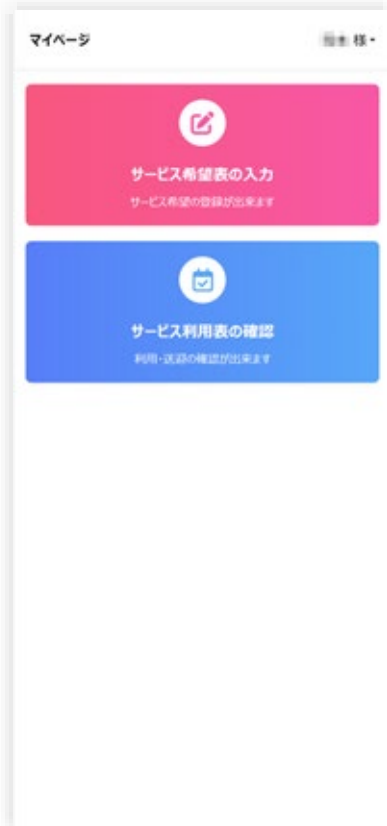 マイページ
様
サービス希望表の入力
サービス希望の登録が出来ます
サービス利用表の確認
利用・送迎の確認が出来ます